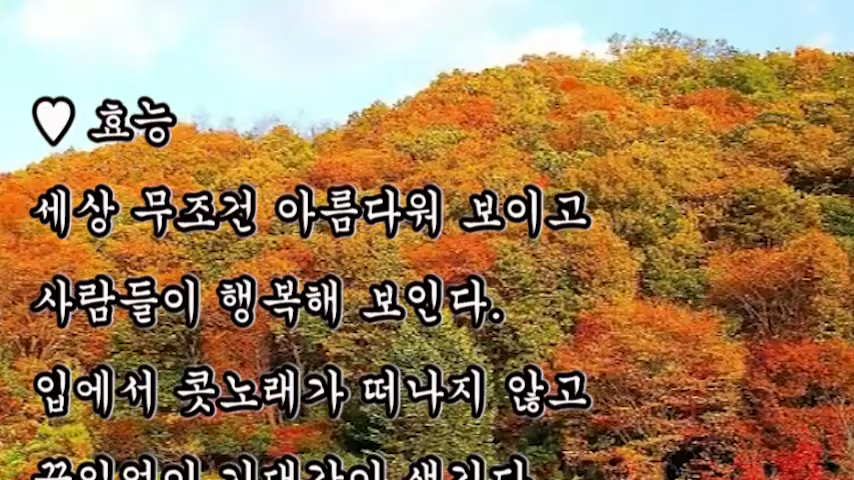 ♥ 효능
세상 무조건 아름다워 보이고
사람들이 행복해 보인다.
입에서 콧노래가 떠나지 않고